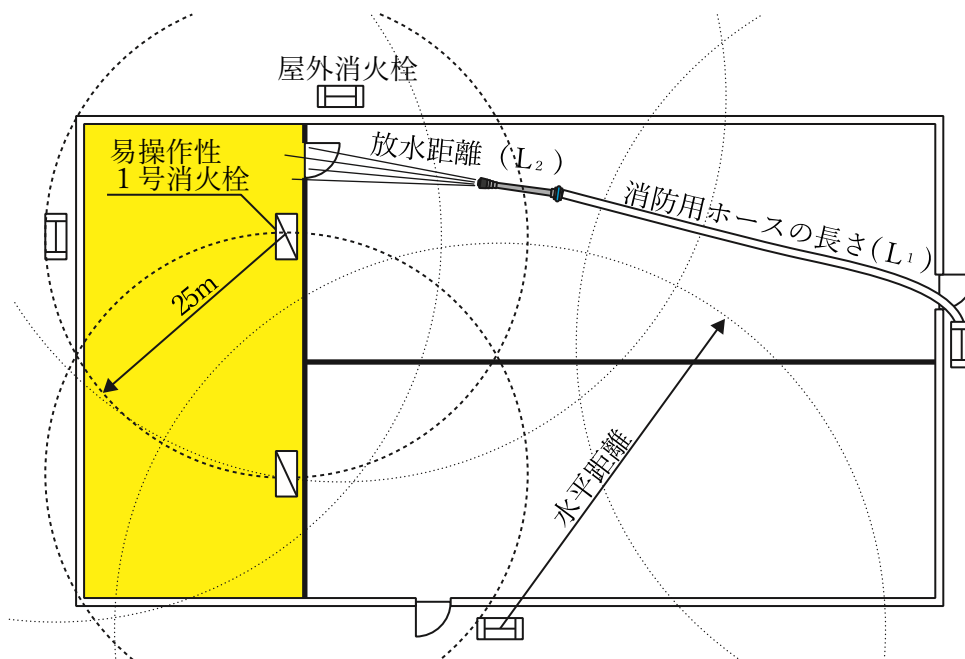 屋外消火栓
易操作性
1号消火栓
放水距離（L₂）
消防用ホースの長さ(L₁)
25m
水平距離